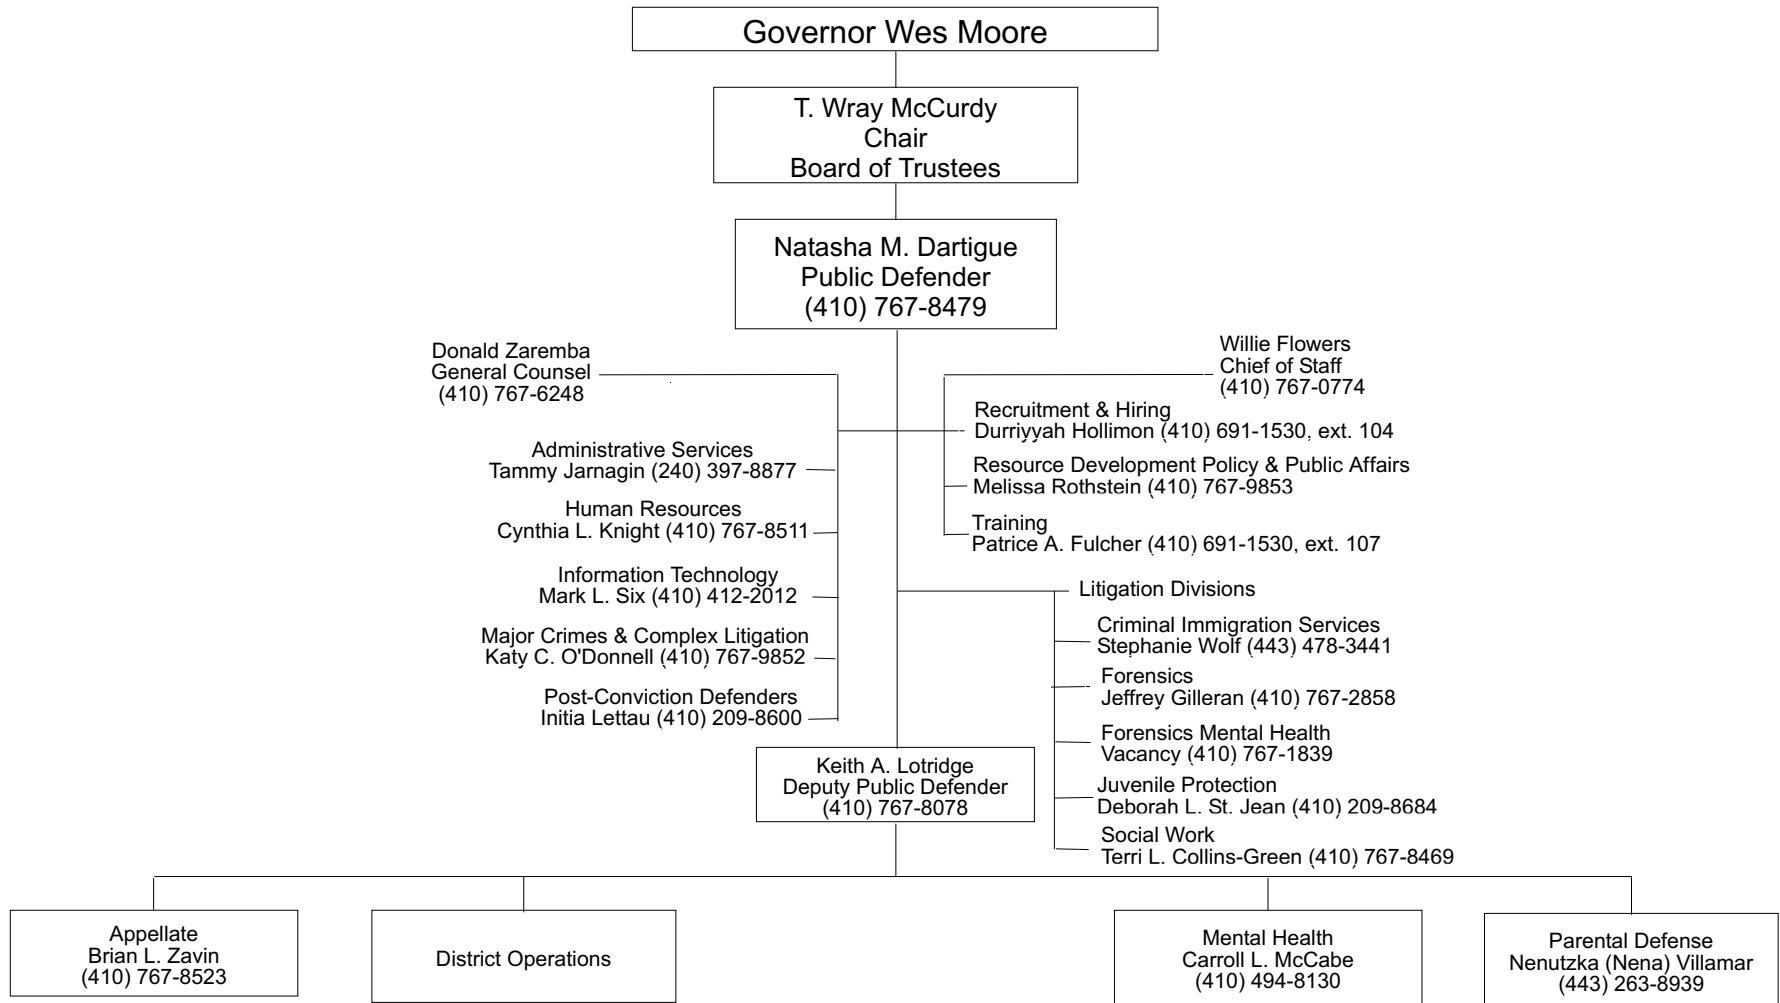 Governor Wes Moore
T. Wray McCurdy
Chair
Board of Trustees
Natasha M. Dartigue
Public Defender
(410) 767-8479
Donald Zaremba
General Counsel
(410) 767-6248
Willie Flowers
Chief of Staff
(410) 767-0774
Recruitment & Hiring
Durriyyah Hollimon (410) 691-1530, ext. 104
Resource Development Policy & Public Affairs
Melissa Rothstein (410) 767-9853
Training
Patrice A. Fulcher (410) 691-1530, ext. 107
Administrative Services
Tammy Jarnagin (240) 397-8877
Human Resources
Cynthia L. Knight (410) 767-8511
Information Technology
Mark L. Six (410) 412-2012
Major Crimes & Complex Litigation
Katy C. O'Donnell (410) 767-9852
Post-Conviction Defenders
Initia Lettau (410) 209-8600
Litigation Divisions
Criminal Immigration Services
Stephanie Wolf (443) 478-3441
Forensics
Jeffrey Gilleran (410) 767-2858
Forensics Mental Health
Vacancy (410) 767-1839
Juvenile Protection
Deborah L. St. Jean (410) 209-8684
Social Work
Terri L. Collins-Green (410) 767-8469
Keith A. Lotridge
Deputy Public Defender
(410) 767-8078
Appellate
Brian L. Zavin
(410) 767-8523
District Operations
Mental Health
Carroll L. McCabe
(410) 494-8130
Parental Defense
Nenutzka (Nena) Villamar
(443) 263-8939